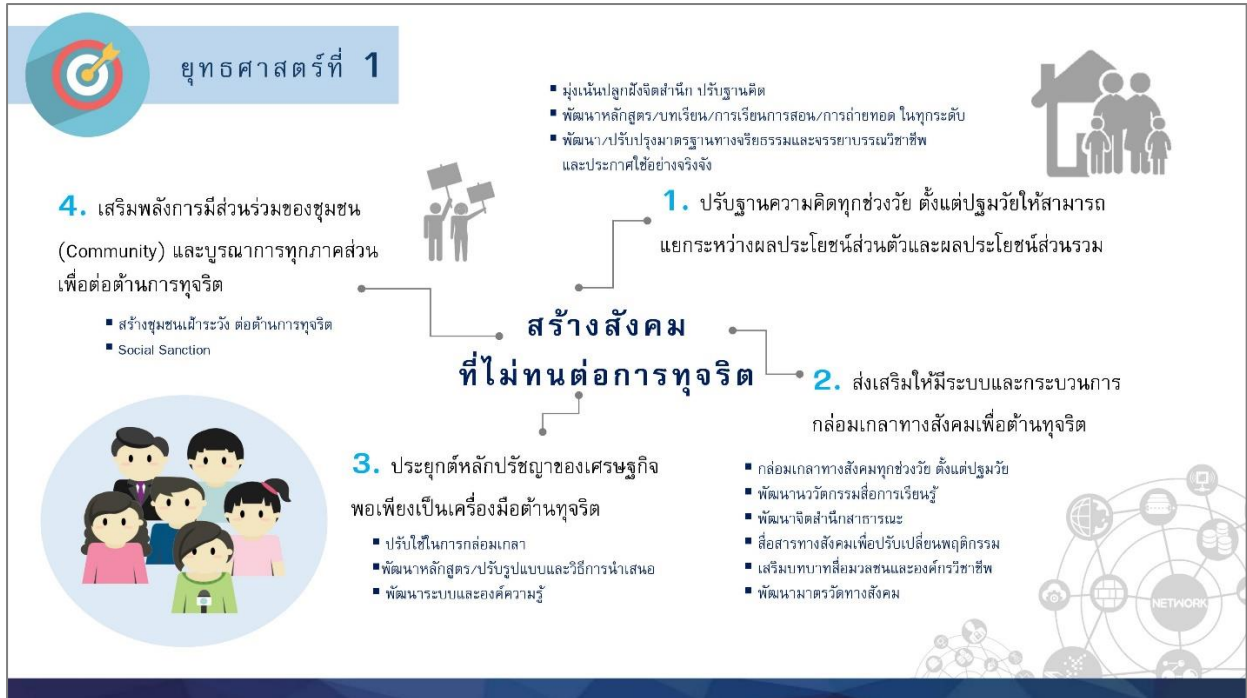 ยุทธศาสตร์ที่ 1
▪ มุ่งเน้นปลูกฝังจิตสำนึก ปรับฐานคิด
▪ พัฒนาหลักสูตร/บทเรียน/การเรียนการสอน/การถ่ายทอด ในทุกระดับ
▪ พัฒนา/ปรับปรุงมาตรฐานทางจริยธรรมและจรรยาบรรณวิชาชีพ
และประกาศใช้อย่างจริงจัง
1. ปรับฐานความคิดทุกช่วงวัย ตั้งแต่ปฐมวัยให้สามารถ
แยกระหว่างผลประโยชน์ส่วนตัวและผลประโยชน์ส่วนรวม
4. เสริมพลังการมีส่วนร่วมของชุมชน
(Community) และบูรณาการทุกภาคส่วน
เพื่อต่อต้านการทุจริต
▪ สร้างชุมชนเฝ้าระวัง ต่อต้านการทุจริต
▪ Social Sanction
สร้างสังคม
ที่ไม่ทนต่อการทุจริต
2. ส่งเสริมให้มีระบบและกระบวนการ
กล่อมเกลาทางสังคมเพื่อต้านทุจริต
▪ กล่อมเกลาทางสังคมทุกช่วงวัย ตั้งแต่ปฐมวัย
▪ พัฒนานวัตกรรมสื่อการเรียนรู้
▪ พัฒนาจิตสำนึกสาธารณะ
▪ สื่อสารทางสังคมเพื่อปรับเปลี่ยนพฤติกรรม
▪ เสริมบทบาทสื่อมวลชนและองค์กรวิชาชีพ
▪ พัฒนามาตรวัดทางสังคม
3. ประยุกต์หลักปรัชญาของเศรษฐกิจ
พอเพียงเป็นเครื่องมือต้านทุจริต
▪ ปรับใช้ในการกล่อมเกลา
▪พัฒนาหลักสูตร/ปรับรูปแบบและวิธีการนำเสนอ
▪ พัฒนาระบบและองค์ความรู้
NETWORK